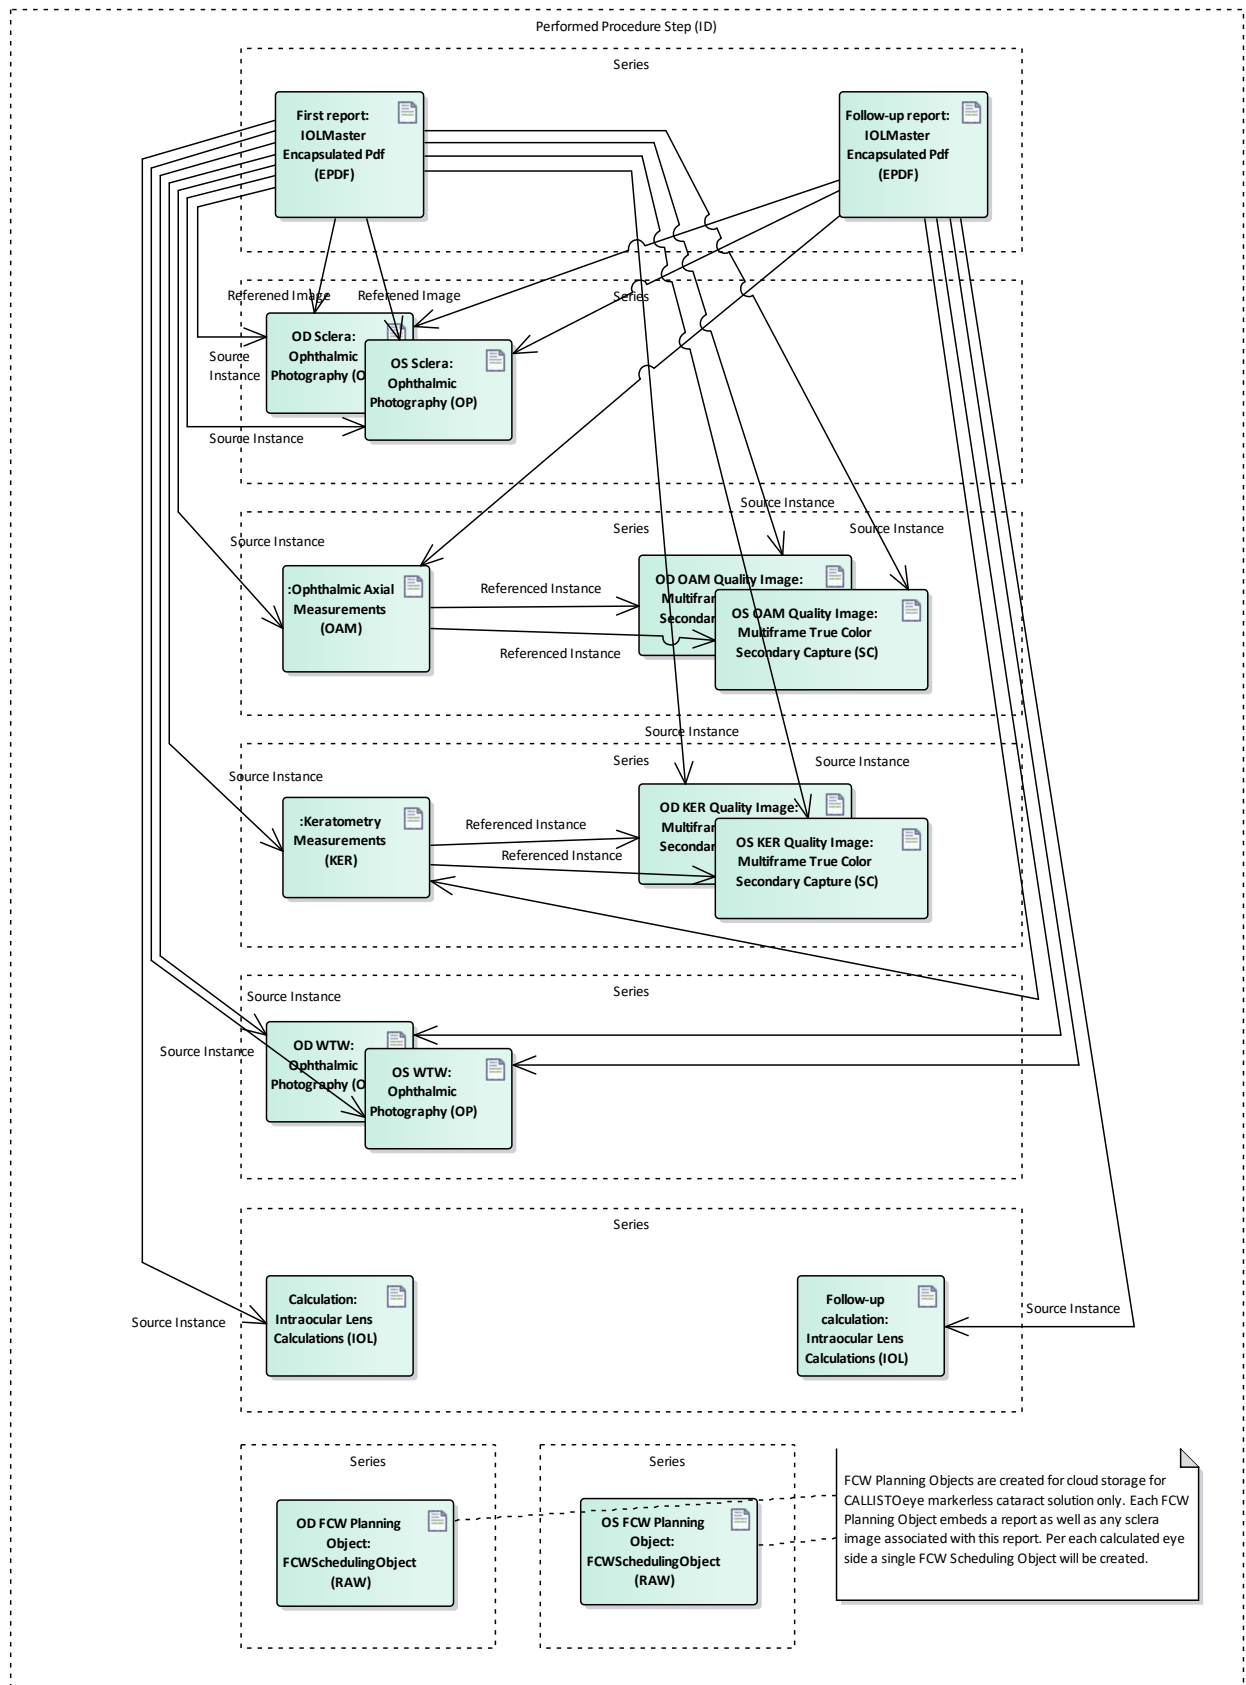 Performed Procedure Step (ID)
Series
First report:
IOLMaster
Encapsulated Pdf
(EPDF)
Follow-up report:
IOLMaster
Encapsulated Pdf
(EPDF)
Referened Image
Referened Image
Series
OD Sclera:
Ophthalmic
Photography (O
Source
Instance
OS Sclera:
Ophthalmic
Photography (OP)
Source Instance
Source Instance
Source Instance
Series
Source Instance
:Ophthalmic Axial
Measurements
(OAM)
Referenced Instance
Referenced Instance
OD OAM Quality Image:
Multifrar
Secondar
OS OAM Quality Image:
Multiframe True Color
Secondary Capture (SC)
Source Instance
Series
Source Instance
Source Instance
:Keratometry
Measurements
(KER)
Referenced Instance
Referenced Instance
OD KER Quality Image:
Multifrar
Secondar
OS KER Quality Image:
Multiframe True Color
Secondary Capture (SC)
Series
Source Instance
Source Instance
OD WTW:
Ophthalmic
Photography (O
OS WTW:
Ophthalmic
Photography (OP)
Series
Calculation:
Intraocular Lens
Calculations (IOL)
Source Instance
Follow-up
calculation:
Intraocular Lens
Calculations (IOL)
Source Instance
Series
OD FCW Planning
Object:
FCWSchedulingObject
(RAW)
Series
OS FCW Planning
Object:
FCWSchedulingObject
(RAW)
FCW Planning Objects are created for cloud storage for
CALLISTOeye markerless cataract solution only. Each FCW
Planning Object embeds a report as well as any sclera
image associated with this report. Per each calculated eye
side a single FCW Scheduling Object will be created.